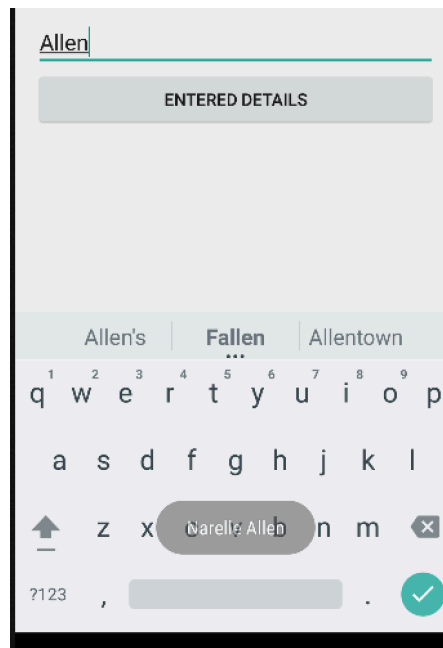 Allen
ENTERED DETAILS
Allen's Fallen Allentown
1 2 3 4 5 6 7 8 9
q w e r t y u i o p
a s d f g h j k l
z x c v b n m
Narelle Allen
?123 , .